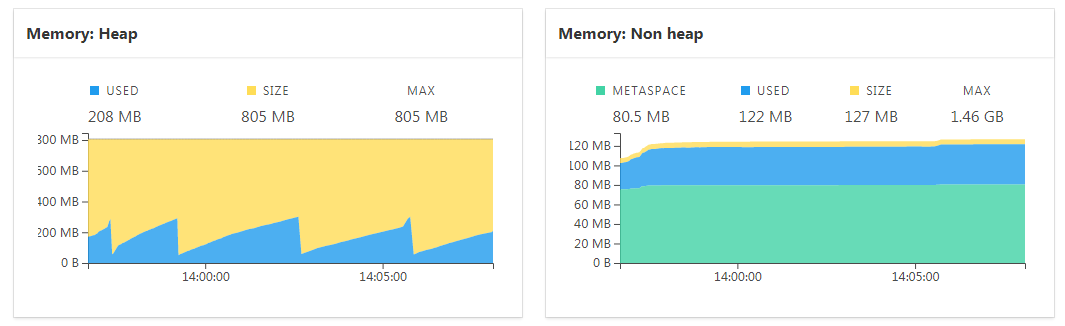 Memory: Heap
USED SIZE MAX
208 MB 805 MB 805 MB
800 MB
600 MB
400 MB
200 MB
0 B
14:00:00 14:05:00
Memory: Non heap
METASPACE USED SIZE MAX
80.5 MB 122 MB 127 MB 1.46 GB
120 MB
100 MB
80 MB
60 MB
40 MB
20 MB
0 B
14:00:00 14:05:00